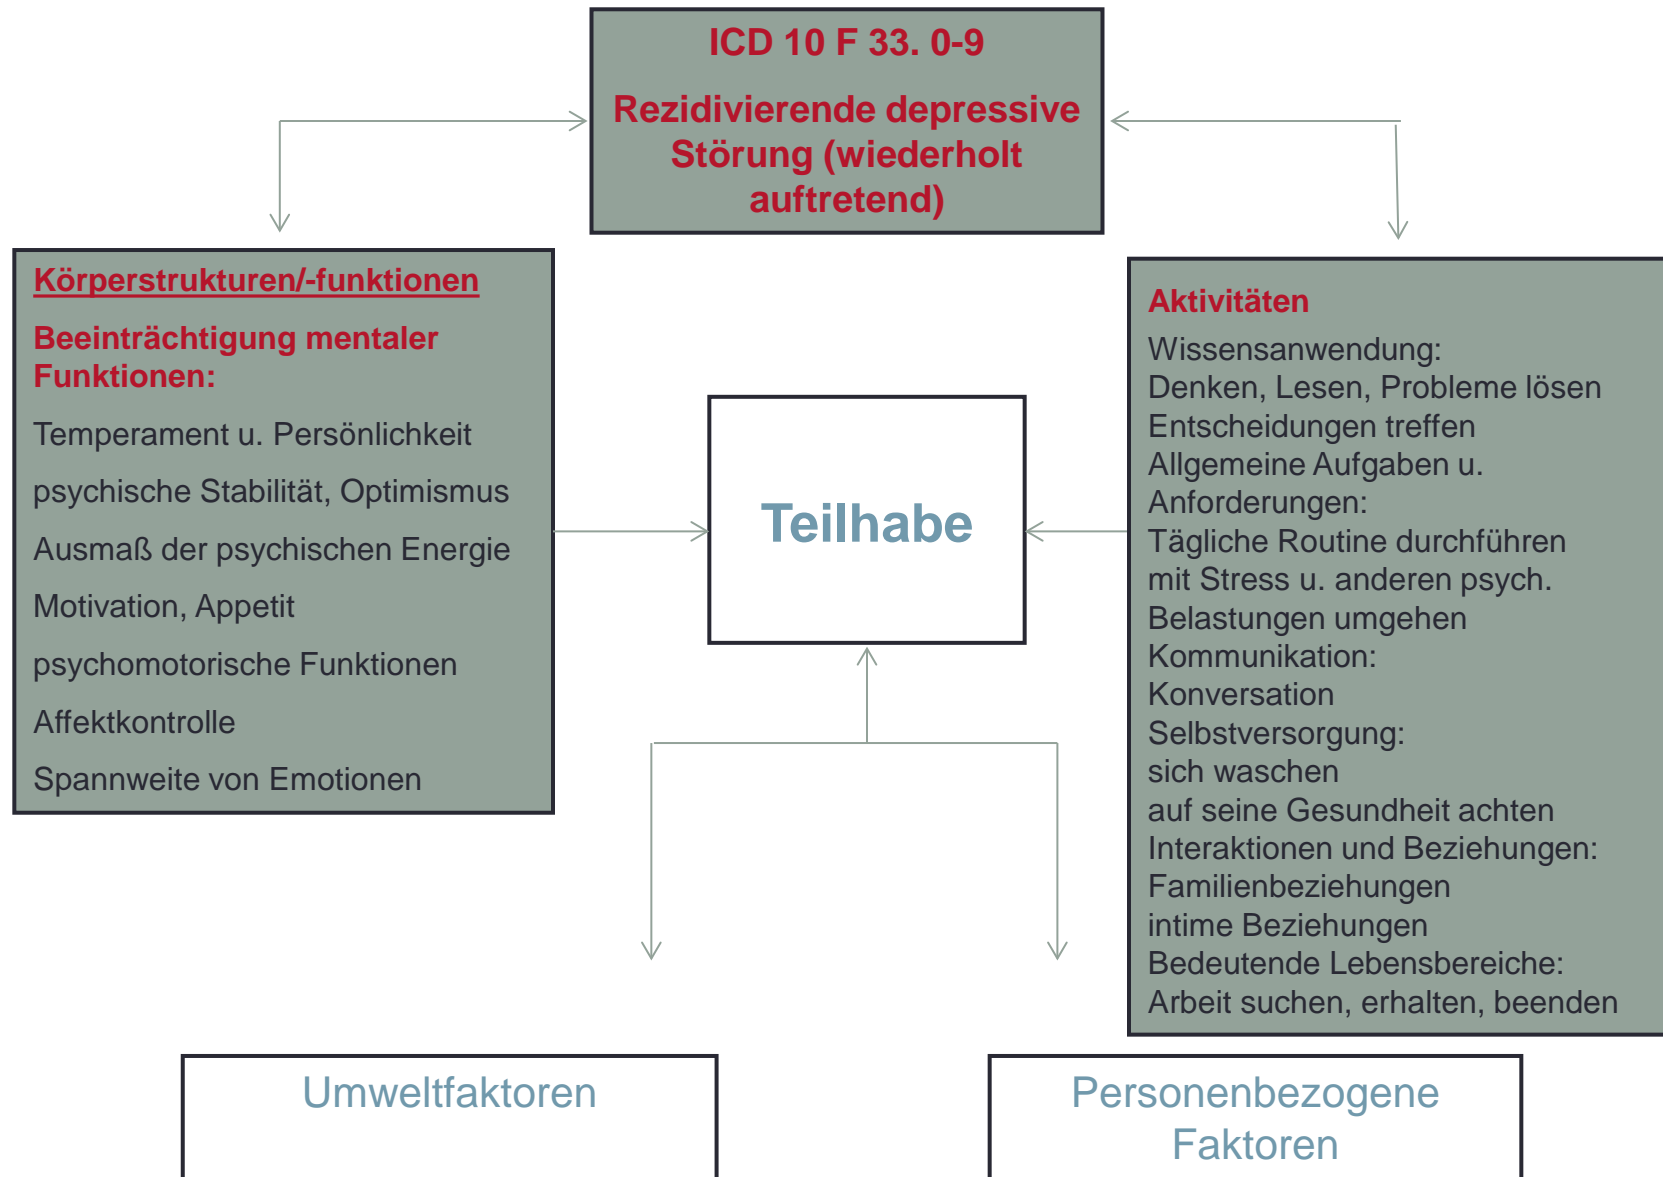 ICD 10 F 33. 0-9
Rezidivierende depressive
Störung (wiederholt
auftretend)
Körperstrukturen/-funktionen
Beeinträchtigung mentaler
Funktionen:
Temperament u. Persönlichkeit
psychische Stabilität, Optimismus
Ausmaß der psychischen Energie
Motivation, Appetit
psychomotorische Funktionen
Affektkontrolle
Spannweite von Emotionen
Teilhabe
Aktivitäten
Wissensanwendung:
Denken, Lesen, Probleme lösen
Entscheidungen treffen
Allgemeine Aufgaben u.
Anforderungen:
Tägliche Routine durchführen
mit Stress u. anderen psych.
Belastungen umgehen
Kommunikation:
Konversation
Selbstversorgung:
sich waschen
auf seine Gesundheit achten
Interaktionen und Beziehungen:
Familienbeziehungen
intime Beziehungen
Bedeutende Lebensbereiche:
Arbeit suchen, erhalten, beenden
Umweltfaktoren
Personenbezogene
Faktoren